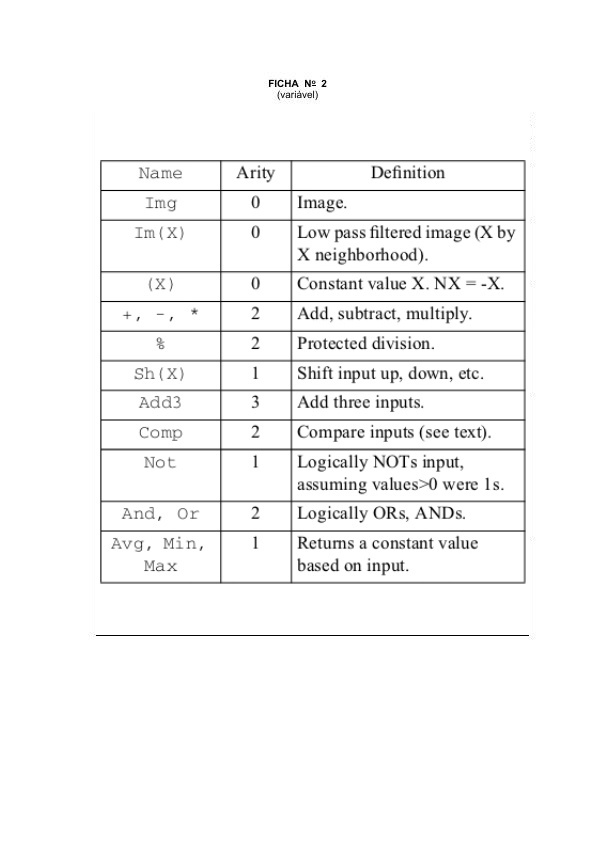 FICHA Nº 2
(variável)
Name Arity Definition
Img 0 Image.
Im(X) 0 Low pass filtered image (X by
X neighborhood).
(X) 0 Constant value X. NX = -X.
+, -, * 2 Add, subtract, multiply.
% 2 Protected division.
Sh(X) 1 Shift input up, down, etc.
Add3 3 Add three inputs.
Comp 2 Compare inputs (see text).
Not 1 Logically NOTs input,
assuming values>0 were 1s.
And, Or 2 Logically ORs, ANDs.
Avg, Min, 1 Returns a constant value
Max based on input.